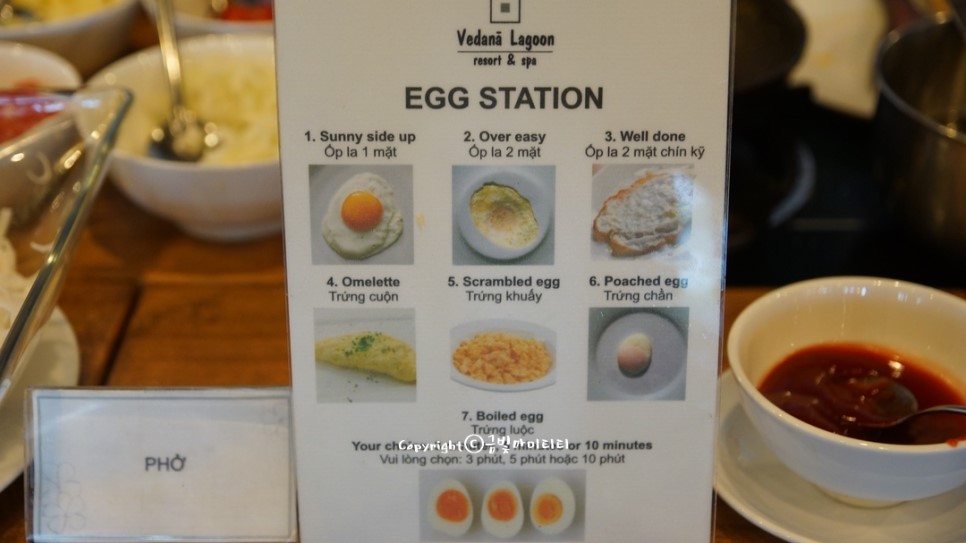 Vedanā Lagoon
resort & spa
EGG STATION
1. Sunny side up
Ốp la 1 mặt
2. Over easy
Ốp la 2 mặt
3. Well done
Ốp la 2 mặt chín kỹ
4. Omelette
Trứng cuộn
5. Scrambled egg
Trứng khuấy
6. Poached egg
Trứng chần
7. Boiled egg
Trứng luộc
Your or 10 minutes
Copyright ⓒ
Vui lòng chọn: 3 phút, 5 phút hoặc 10 phút
PHỞ